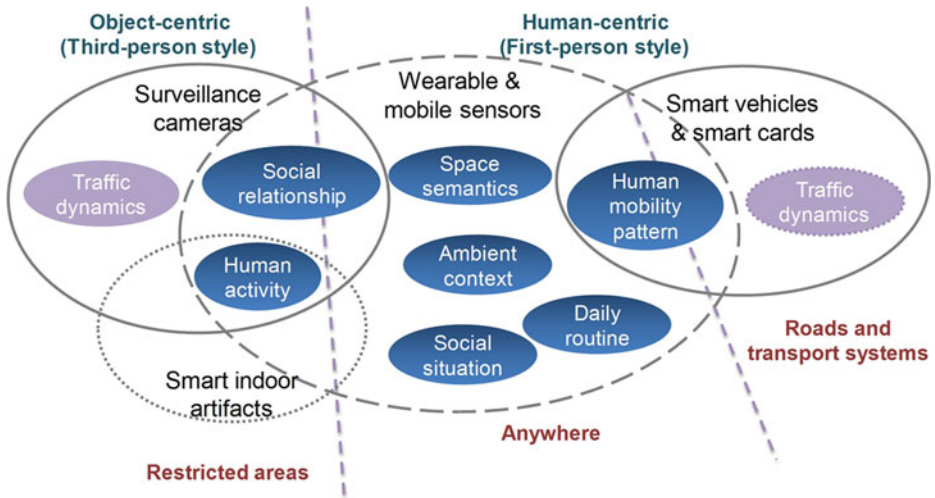 Object-centric
(Third-person style)
Human-centric
(First-person style)
Surveillance
cameras
Wearable &
mobile sensors
Smart vehicles
& smart cards
Traffic
dynamics
Social
relationship
Space
semantics
Human
mobility
pattern
Traffic
dynamics
Human
activity
Ambient
context
Daily
routine
Social
situation
Smart indoor
artifacts
Roads and
transport systems
Anywhere
Restricted areas